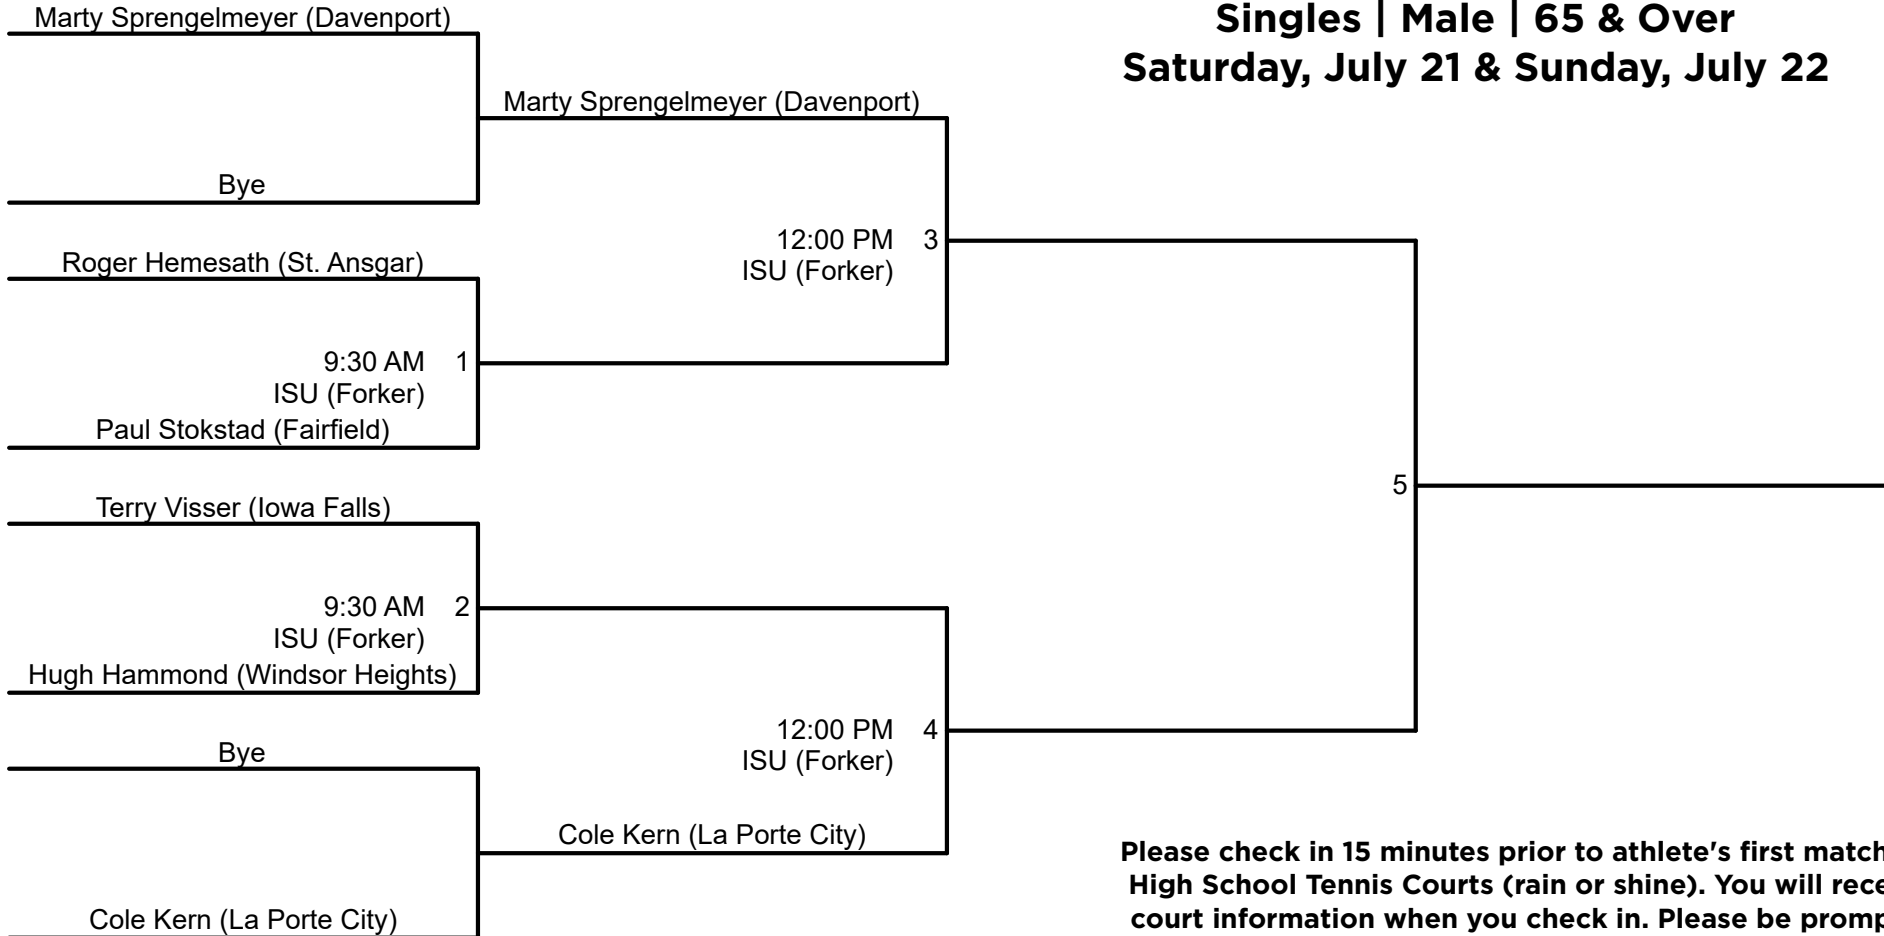 Singles | Male | 65 & Over
Saturday, July 21 & Sunday, July 22
Marty Sprengelmeyer (Davenport)
Marty Sprengelmeyer (Davenport)
Bye
12:00 PM 3
ISU (Forker)
Roger Hemesath (St. Ansgar)
9:30 AM 1
ISU (Forker)
Paul Stokstad (Fairfield)
5
Terry Visser (Iowa Falls)
9:30 AM 2
ISU (Forker)
Hugh Hammond (Windsor Heights)
12:00 PM 4
ISU (Forker)
Bye
Cole Kern (La Porte City)
Cole Kern (La Porte City)
Please check in 15 minutes prior to athlete's first match
High School Tennis Courts (rain or shine). You will rece
court information when you check in. Please be promp